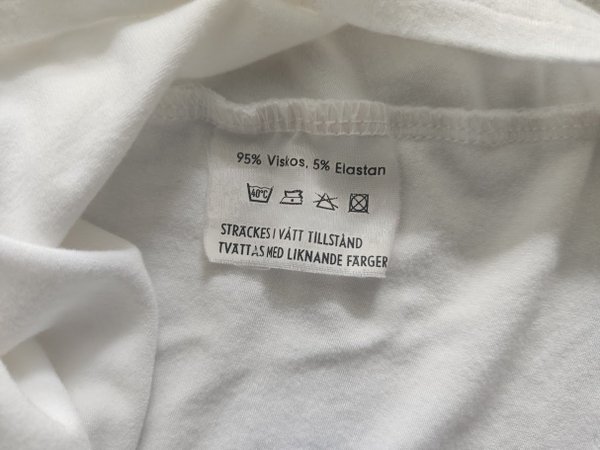 95% Viskos, 5% Elastan
40°C
STRÄCKES I VÅTT TILLSTÅND
TVÄTTAS MED LIKNANDE FÄRGER